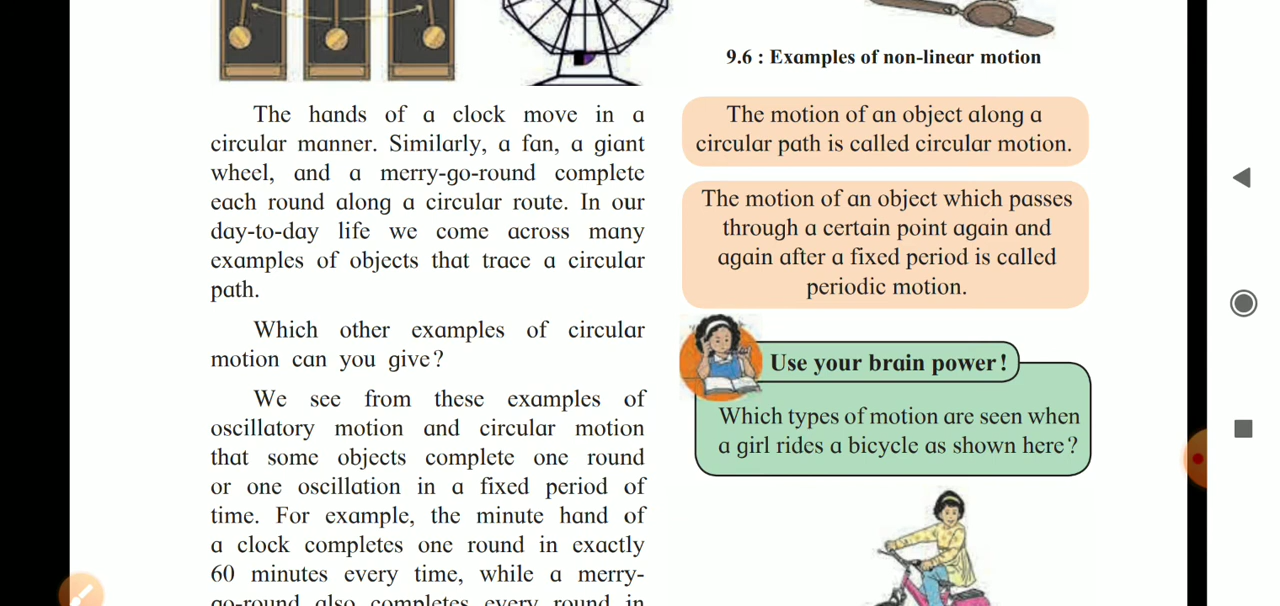 9.6 : Examples of non-linear motion
The hands of a clock move in a
circular manner. Similarly, a fan, a giant
wheel, and a merry-go-round complete
each round along a circular route. In our
day-to-day life we come across many
examples of objects that trace a circular
path.
Which other examples of circular
motion can you give?
We see from these examples of
oscillatory motion and circular motion
that some objects complete one round
or one oscillation in a fixed period of
time. For example, the minute hand of
a clock completes one round in exactly
60 minutes every time, while a merry-
go-round also completes every round in
The motion of an object along a
circular path is called circular motion.
The motion of an object which passes
through a certain point again and
again after a fixed period is called
periodic motion.
Use your brain power!
Which types of motion are seen when
a girl rides a bicycle as shown here?